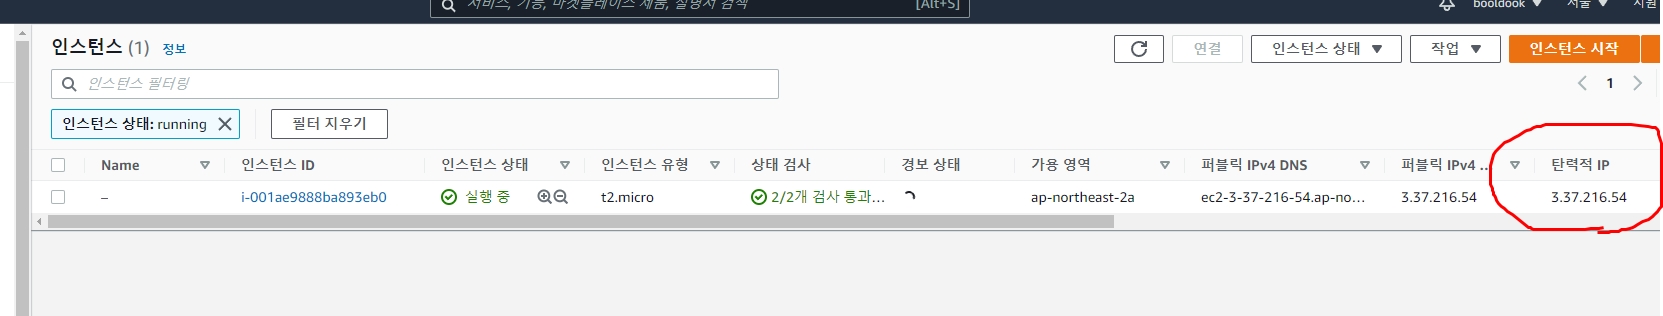 서비스, 기능, 마켓플레이스 제품, 설명서 검색 [Alt+S] booldook ▼ 서울 ▼ 지원
인스턴스 (1) 정보 연결 인스턴스 상태 ▼ 작업 ▼ 인스턴스 시작
인스턴스 필터링 1
인스턴스 상태: running 필터 지우기
Name 인스턴스 ID 인스턴스 상태 인스턴스 유형 상태 검사 경보 상태 가용 영역 퍼블릭 IPv4 DNS 퍼블릭 IPv4 .. 탄력적 IP
– i-001ae9888ba893eb0 실행 중 t2.micro 2/2개 검사 통과... ap-northeast-2a ec2-3-37-216-54.ap-no... 3.37.216.54 3.37.216.54